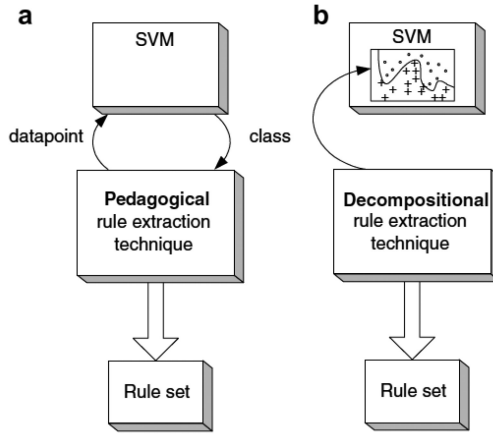 a
SVM
datapoint
class
Pedagogical
rule extraction
technique
Rule set
b
SVM
Decompositional
rule extraction
technique
Rule set